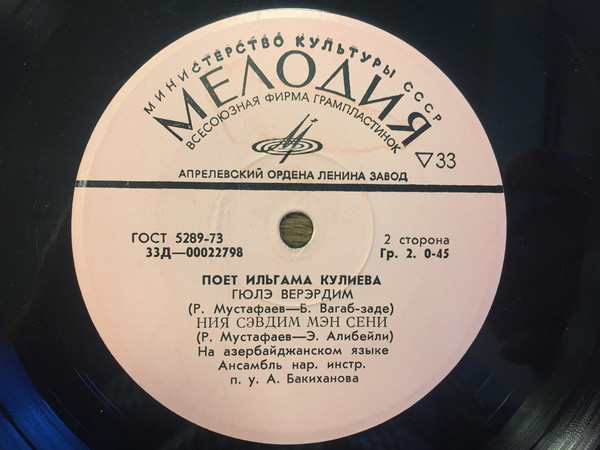 МИНИСТЕРСТВО КУЛЬТУРЫ СССР
МЕЛОДИЯ
ВСЕСОЮЗНАЯ ФИРМА ГРАМПЛАСТИНОК
▽33
АПРЕЛЕВСКИЙ ОРДЕНА ЛЕНИНА ЗАВОД
ГОСТ 5289-73
33Д—00022798
2 сторона
Гр. 2. 0-45
ПОЕТ ИЛЬГАМА КУЛИЕВА
ГЮЛЭ ВЕРЭРДИМ
(Р. Мустафаев—Б. Вагаб-заде)
НИЯ СЭВДИМ МЭН СЕНИ
(Р. Мустафаев—Э. Алибейли)
На азербайджанском языке
Ансамбль нар. инстр.
п. у. А. Бакиханова